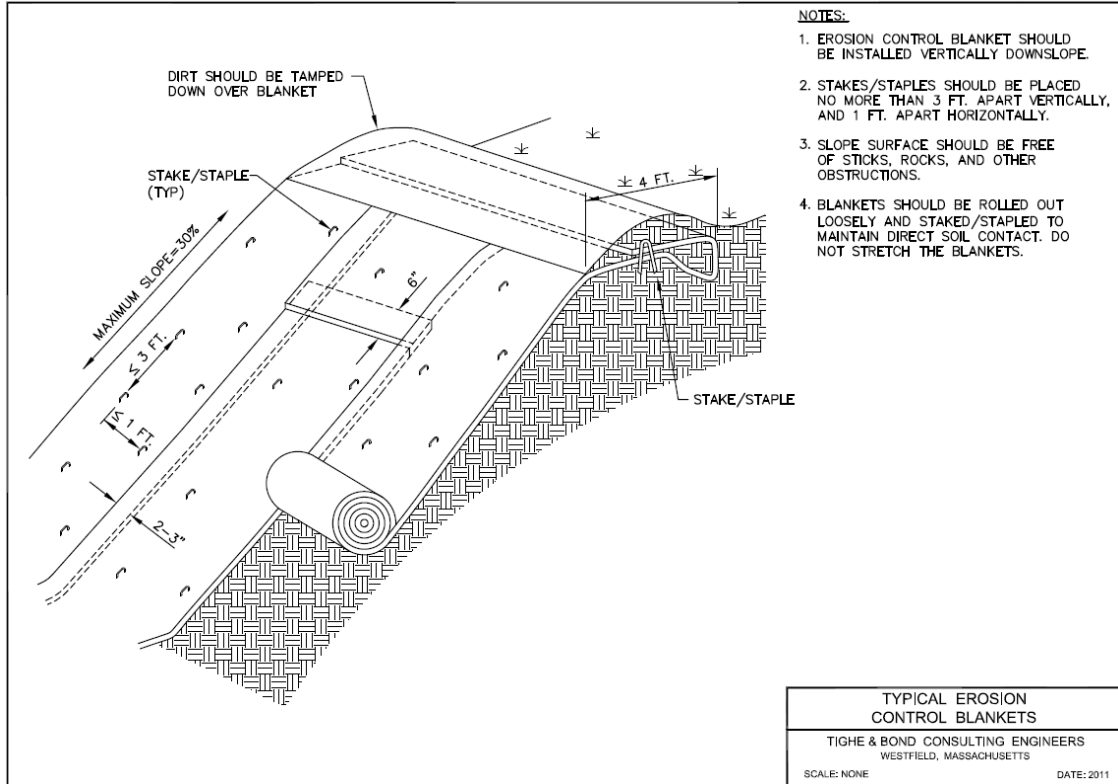 NOTES:
1. EROSION CONTROL BLANKET SHOULD
BE INSTALLED VERTICALLY DOWNSLOPE.
2. STAKES/STAPLES SHOULD BE PLACED
NO MORE THAN 3 FT. APART VERTICALLY,
AND 1 FT. APART HORIZONTALLY.
3. SLOPE SURFACE SHOULD BE FREE
OF STICKS, ROCKS, AND OTHER
OBSTRUCTIONS.
4. BLANKETS SHOULD BE ROLLED OUT
LOOSELY AND STAKED/STAPLED TO
MAINTAIN DIRECT SOIL CONTACT. DO
NOT STRETCH THE BLANKETS.
DIRT SHOULD BE TAMPED
DOWN OVER BLANKET
STAKE/STAPLE
(TYP)
4 FT.
MAXIMUM SLOPE=30%
6"
≤ 3 FT.
≤ 1 FT.
STAKE/STAPLE
2-3"
TYPICAL EROSION
CONTROL BLANKETS
TIGHE & BOND CONSULTING ENGINEERS
WESTFIELD, MASSACHUSETTS
SCALE: NONE DATE: 2011